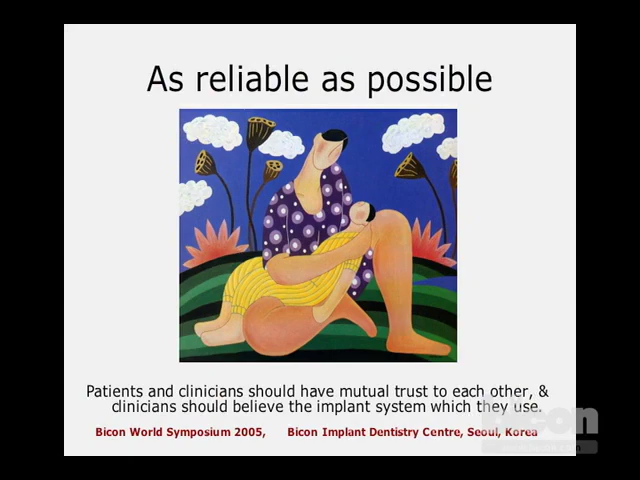 As reliable as possible
Patients and clinicians should have mutual trust to each other, &
clinicians should believe the implant system which they use.
Bicon World Symposium 2005, Bicon Implant Dentistry Centre, Seoul, Korea
bicon